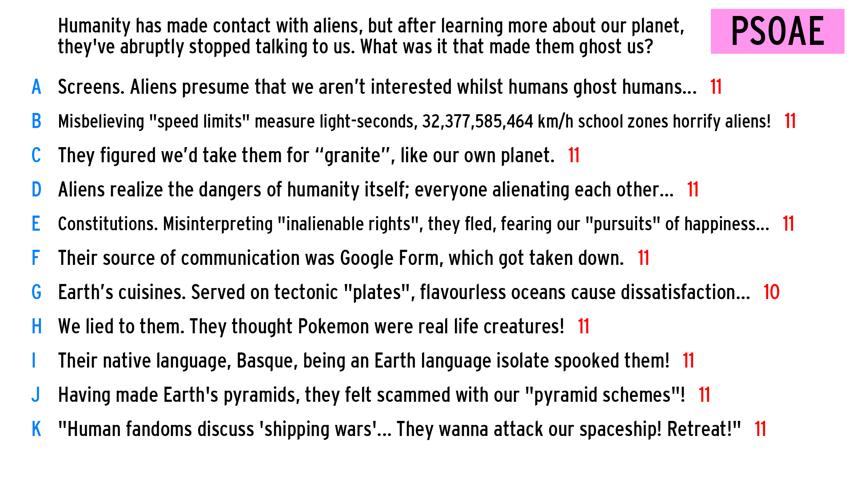 Humanity has made contact with aliens, but after learning more about our planet,
they've abruptly stopped talking to us. What was it that made them ghost us?
PSOAE
A Screens. Aliens presume that we aren't interested whilst humans ghost humans... 11
B Misbelieving "speed limits" measure light-seconds, 32,377,585,464 km/h school zones horrify aliens! 11
C They figured we'd take them for “granite”, like our own planet. 11
D Aliens realize the dangers of humanity itself; everyone alienating each other... 11
E Constitutions. Misinterpreting "inalienable rights", they fled, fearing our "pursuits" of happiness... 11
F Their source of communication was Google Form, which got taken down. 11
G Earth's cuisines. Served on tectonic "plates", flavourless oceans cause dissatisfaction... 10
H We lied to them. They thought Pokemon were real life creatures! 11
I Their native language, Basque, being an Earth language isolate spooked them! 11
J Having made Earth's pyramids, they felt scammed with our "pyramid schemes"! 11
K "Human fandoms discuss 'shipping wars'... They wanna attack our spaceship! Retreat!" 11